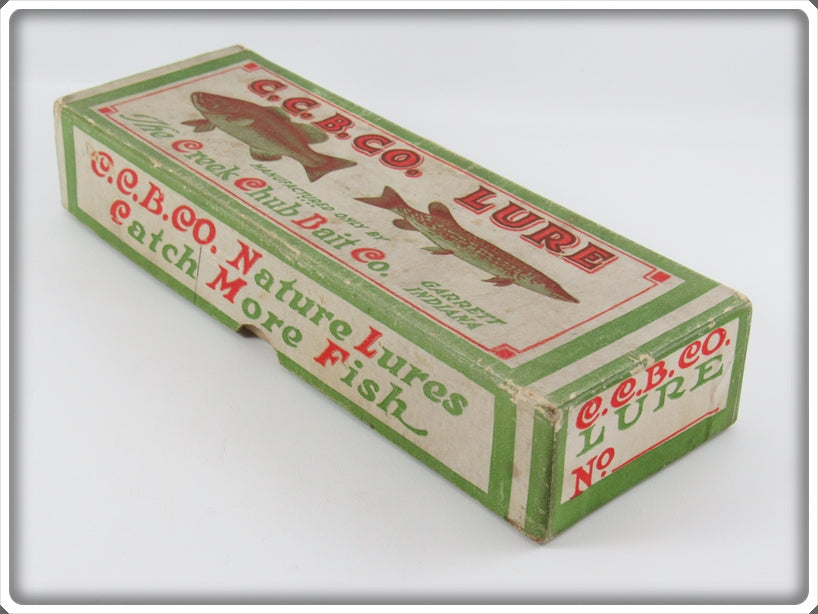 C.C.B.CO. LURE
MANUFACTURED ONLY BY
The Creek Chub Bait Co.
GARRETT
INDIANA
C.C.B.CO. Nature Lures
Catch More Fish
C.C.B.CO.
LURE
No